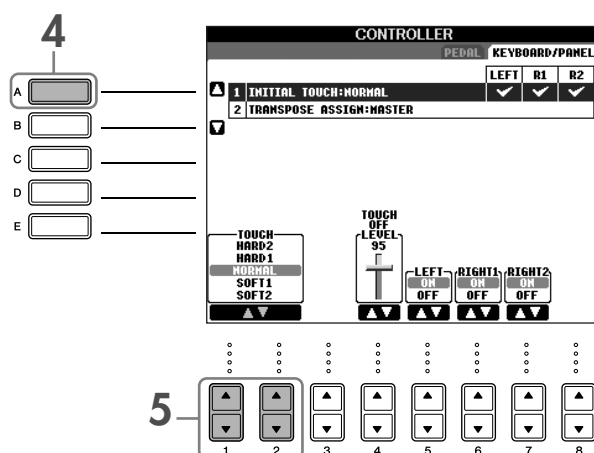 CONTROLLER
PEDAL KEYBOARD/PANEL
LEFT R1 R2
1 INITIAL TOUCH:NORMAL
2 TRANSPOSE ASSIGN:MASTER
4
A
B
C
D
E
TOUCH
HARD2
HARD1
NORMAL
SOFT1
SOFT2
TOUCH
OFF
LEVEL
95
LEFT
ON
OFF
RIGHT1
ON
OFF
RIGHT2
ON
OFF
5
1 2 3 4 5 6 7 8